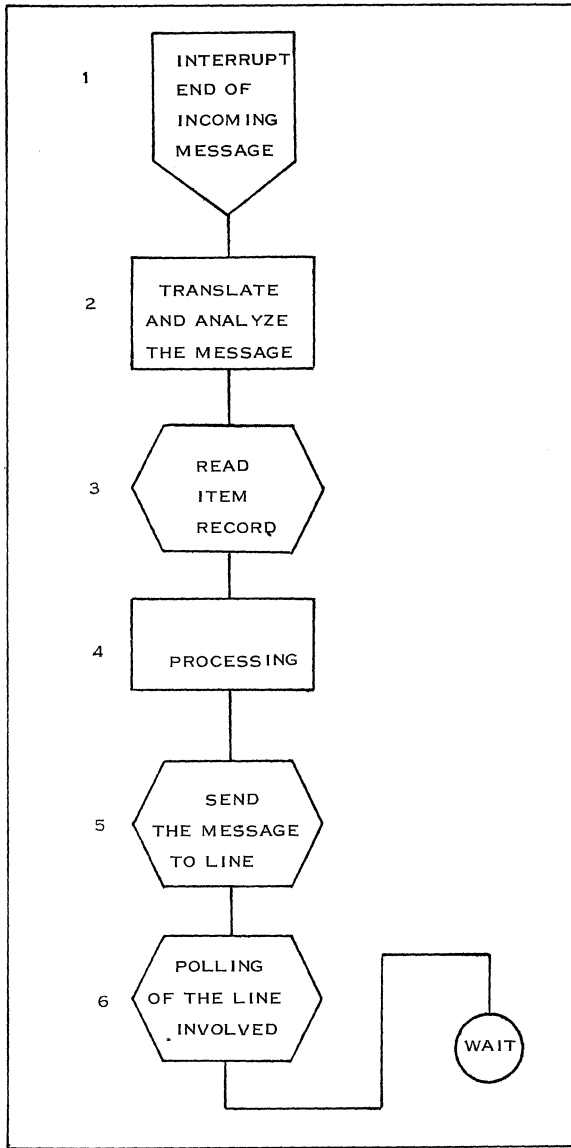 1
INTERRUPT
END OF
INCOMING
MESSAGE
2
TRANSLATE
AND ANALYZE
THE MESSAGE
3
READ
ITEM
RECORD
4
PROCESSING
5
SEND
THE MESSAGE
TO LINE
6
POLLING
OF THE LINE
INVOLVED
WAIT